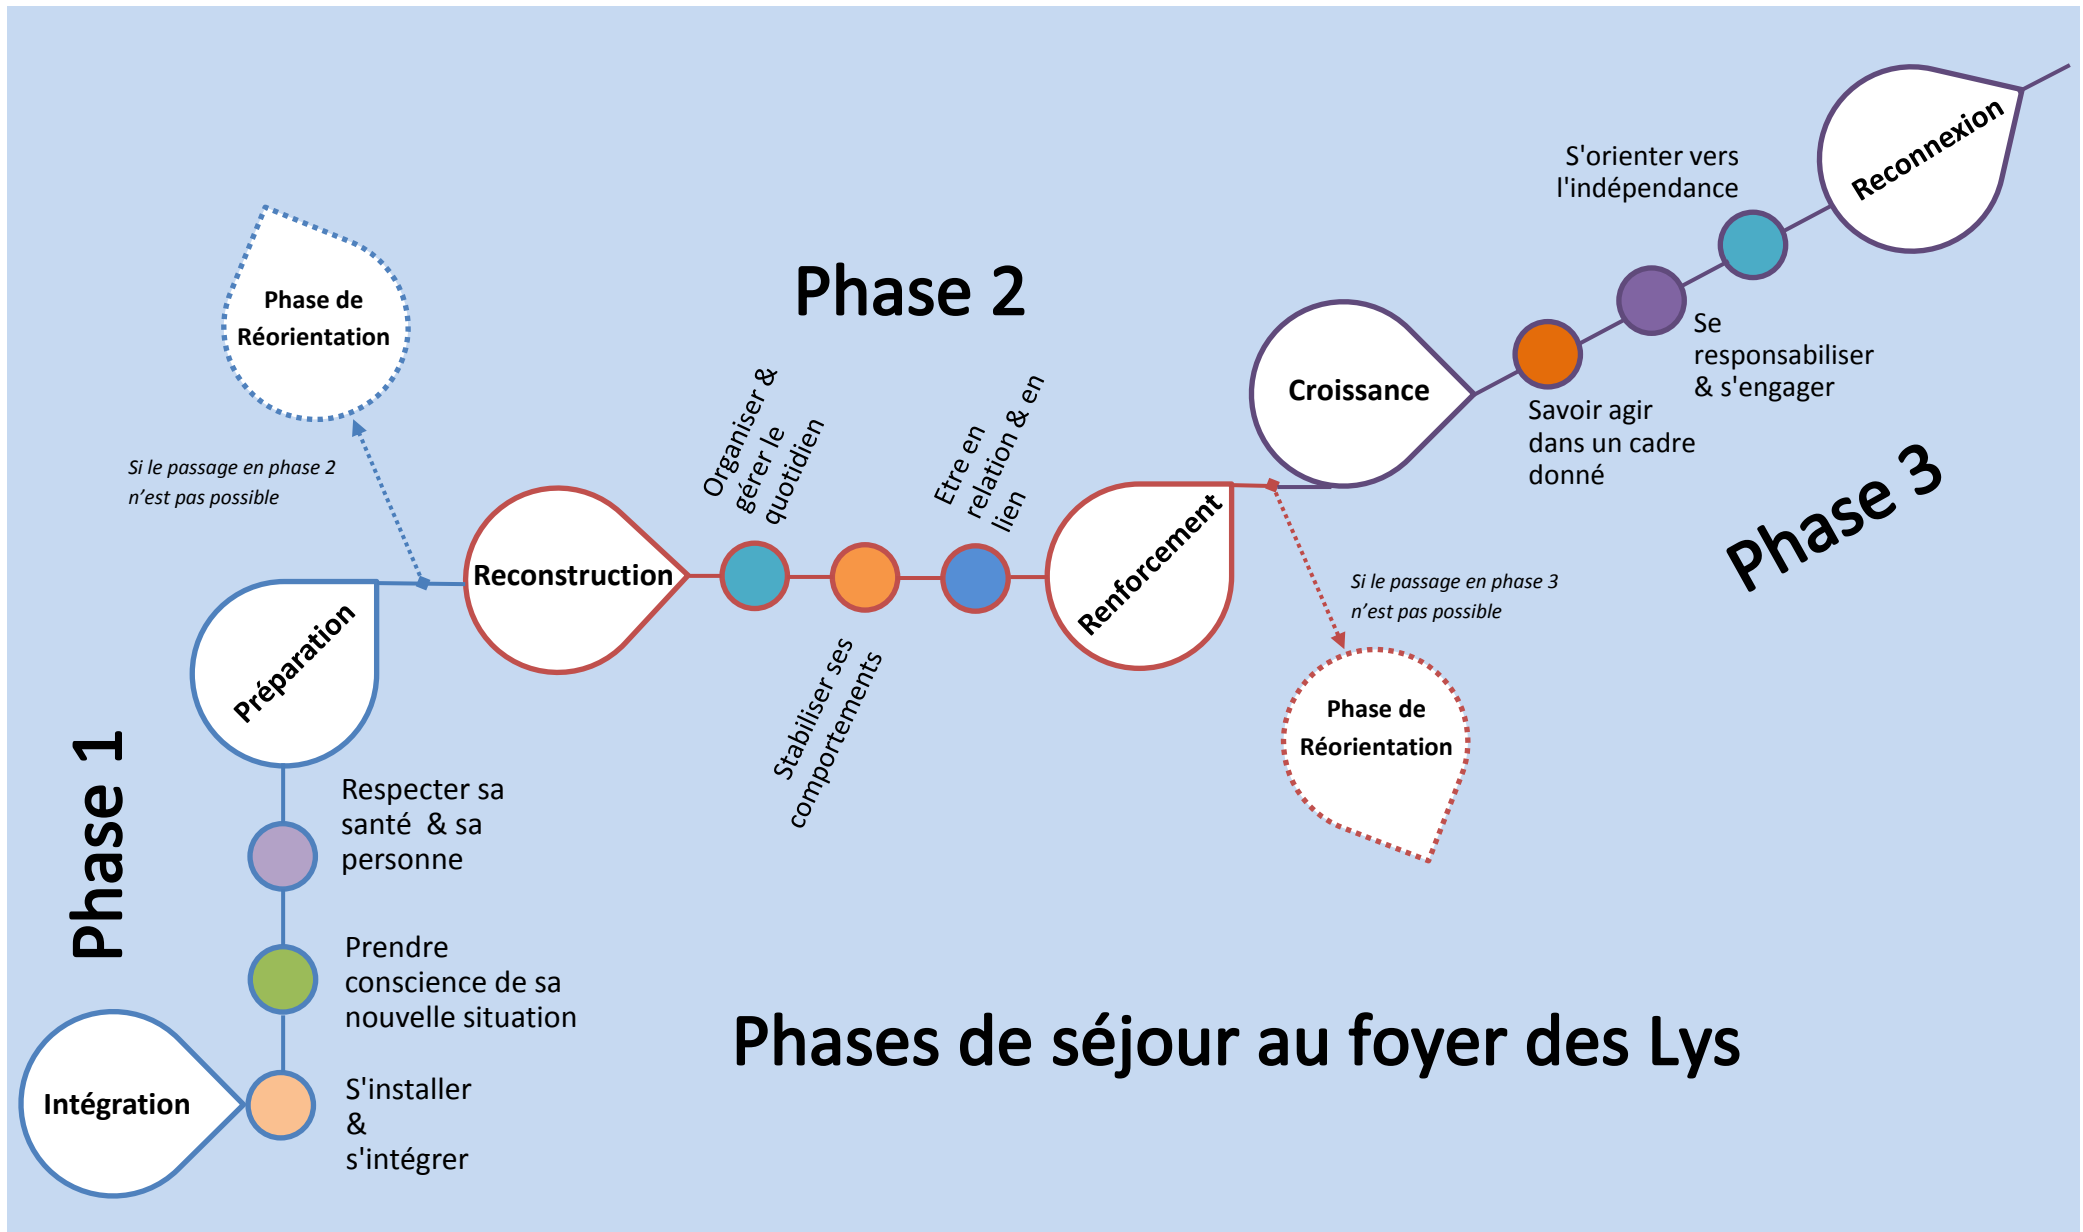 Phase 1
Intégration
S'installer
&
s'intégrer
Prendre
conscience de sa
nouvelle situation
Respecter sa
santé  & sa
personne
Préparation
Si le passage en phase 2
n’est pas possible
Phase de
Réorientation
Phase 2
Reconstruction
Organiser &
gérer le
quotidien
Stabiliser ses
comportements
Etre en
relation & en
lien
Renforcement
Si le passage en phase 3
n’est pas possible
Phase de
Réorientation
Phase 3
Croissance
Savoir agir
dans un cadre
donné
Se
responsabiliser
& s'engager
S'orienter vers
l'indépendance
Reconnexion
Phases de séjour au foyer des Lys